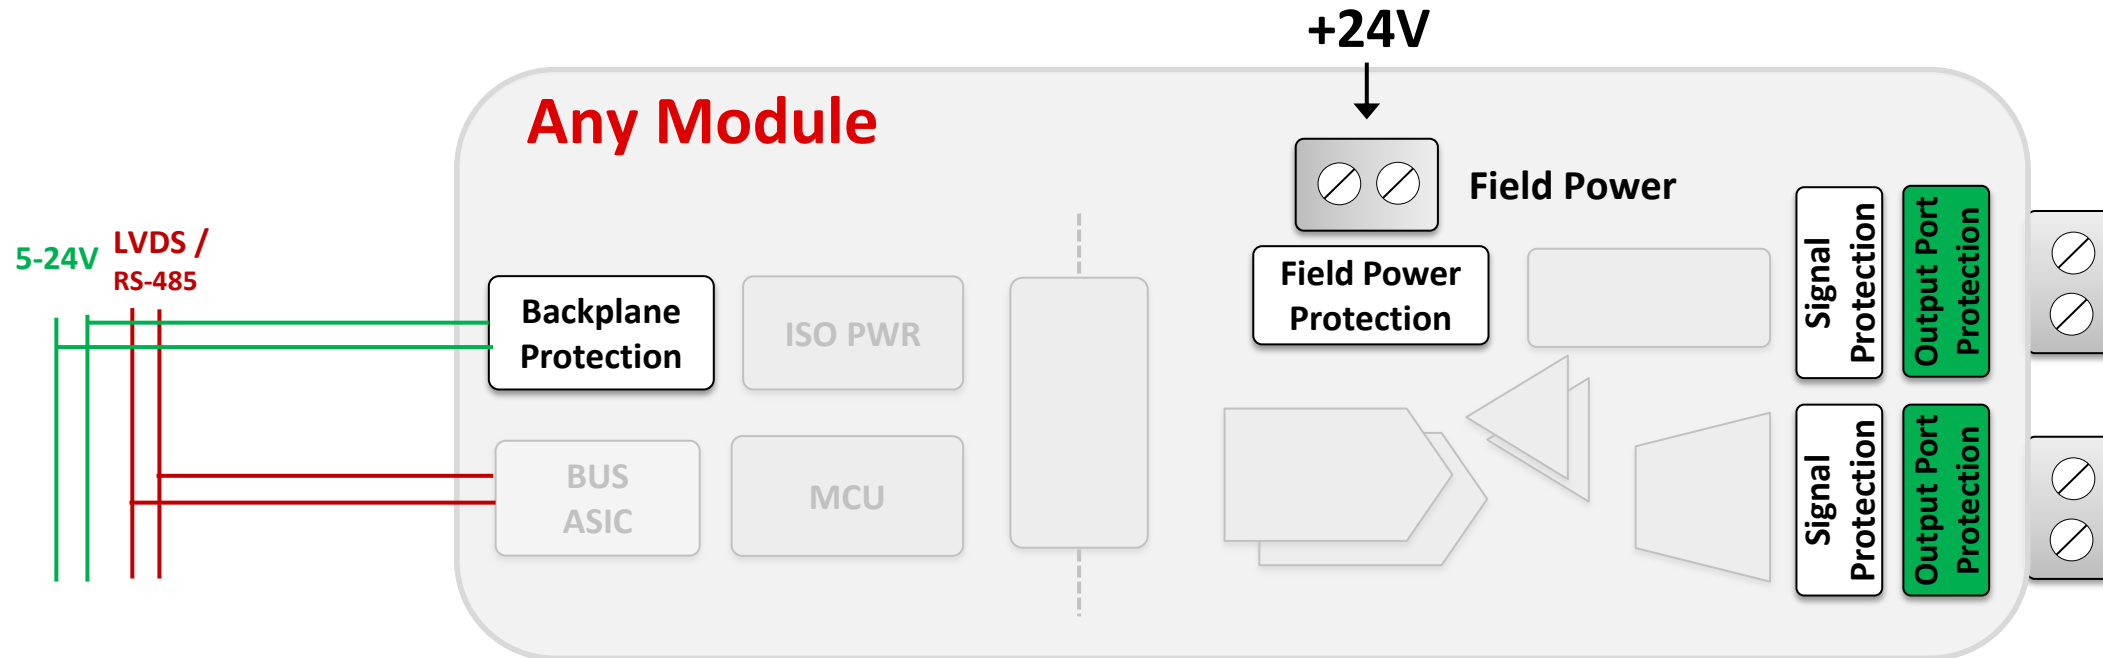 +24V
Any Module
Field Power
5-24V
LVDS /
RS-485
Backplane
Protection
ISO PWR
Field Power
Protection
Signal
Protection
Output Port
Protection
BUS
ASIC
MCU
Signal
Protection
Output Port
Protection